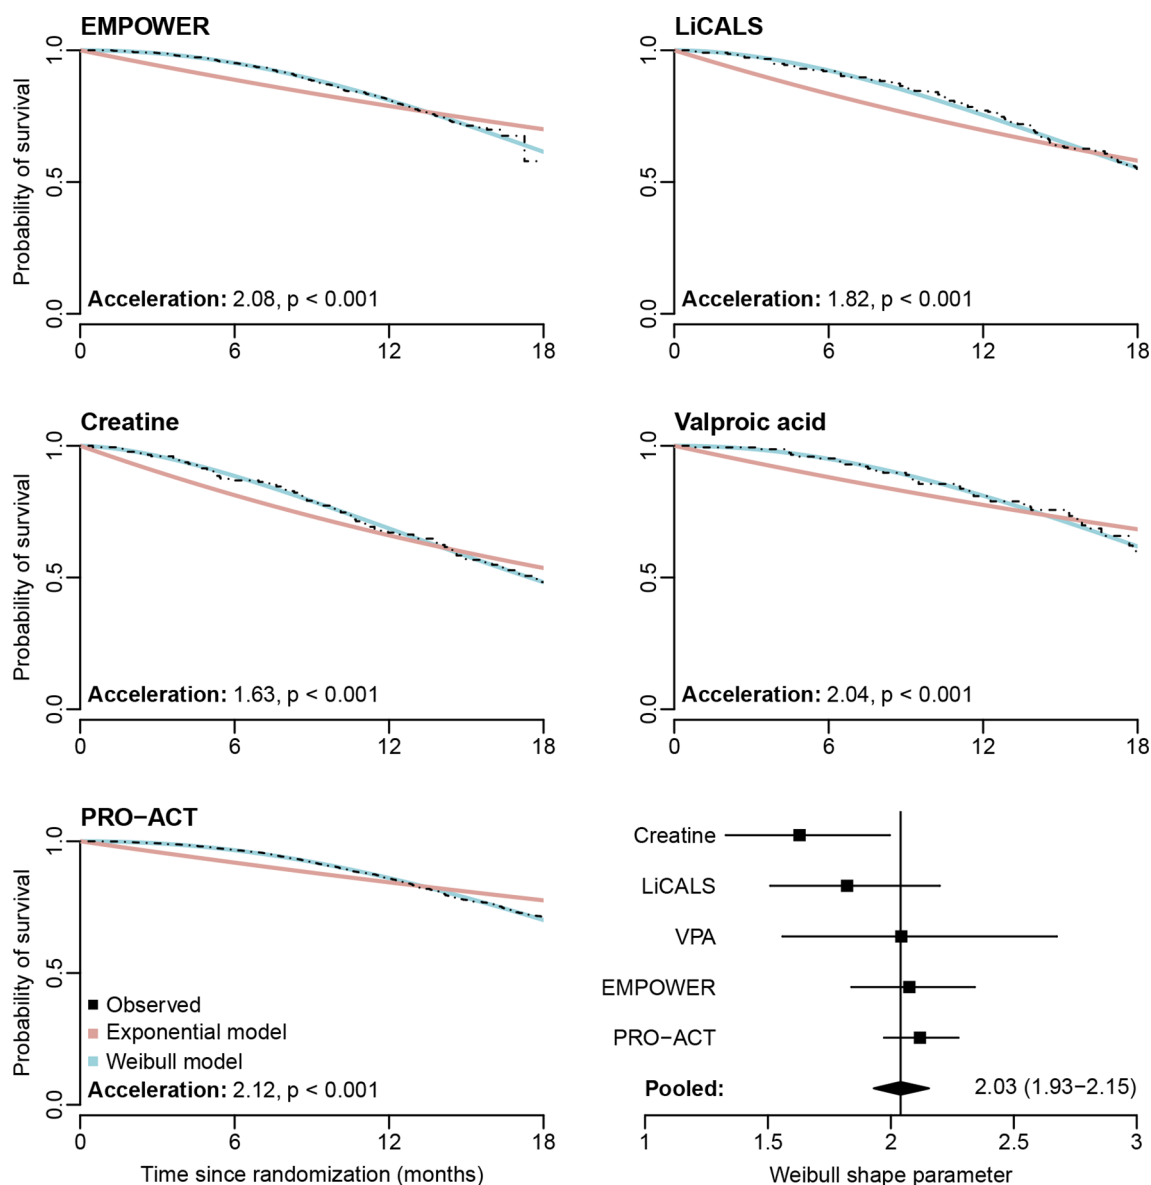 EMPOWER
Probability of survival
1.0
0.5
0.0
Acceleration: 2.08, p < 0.001
0 6 12 18
LiCALS
1.0
0.5
0.0
Acceleration: 1.82, p < 0.001
0 6 12 18
Creatine
Probability of survival
1.0
0.5
0.0
Acceleration: 1.63, p < 0.001
0 6 12 18
Valproic acid
1.0
0.5
0.0
Acceleration: 2.04, p < 0.001
0 6 12 18
PRO−ACT
Probability of survival
1.0
0.5
0.0
Observed
Exponential model
Weibull model
Acceleration: 2.12, p < 0.001
0 6 12 18
Time since randomization (months)
Creatine
LiCALS
VPA
EMPOWER
PRO−ACT
Pooled: 2.03 (1.93−2.15)
1 1.5 2 2.5 3
Weibull shape parameter